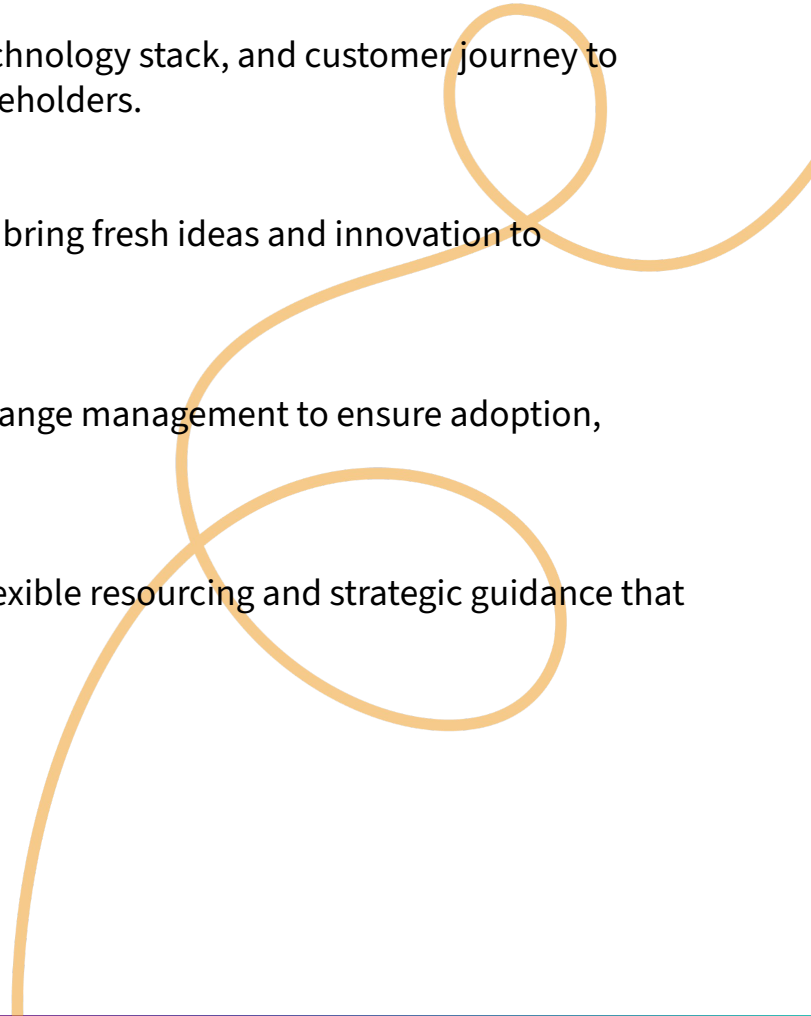 chnology stack, and customer journey to
eholders.
bring fresh ideas and innovation to
ange management to ensure adoption,
exible resourcing and strategic guidance that